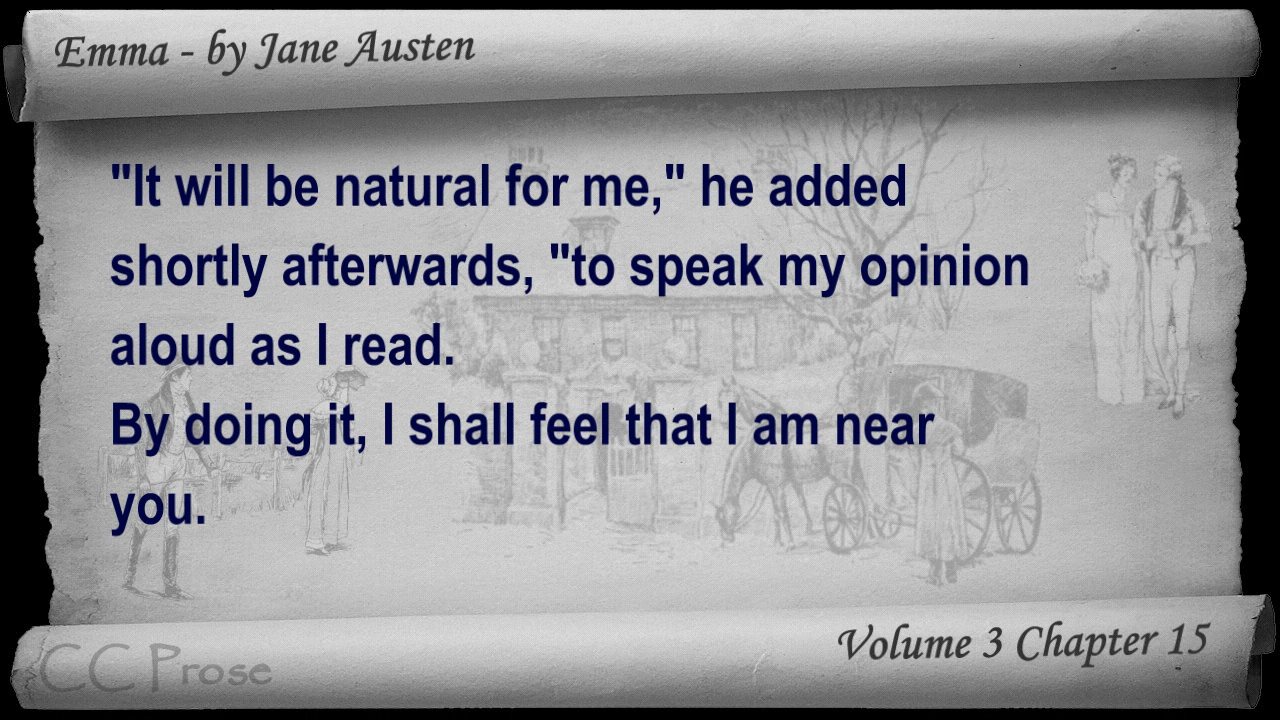 Emma - by Jane Austen
"It will be natural for me," he added
shortly afterwards, "to speak my opinion
aloud as I read.
By doing it, I shall feel that I am near
you.
Volume 3 Chapter 15
CC Prose